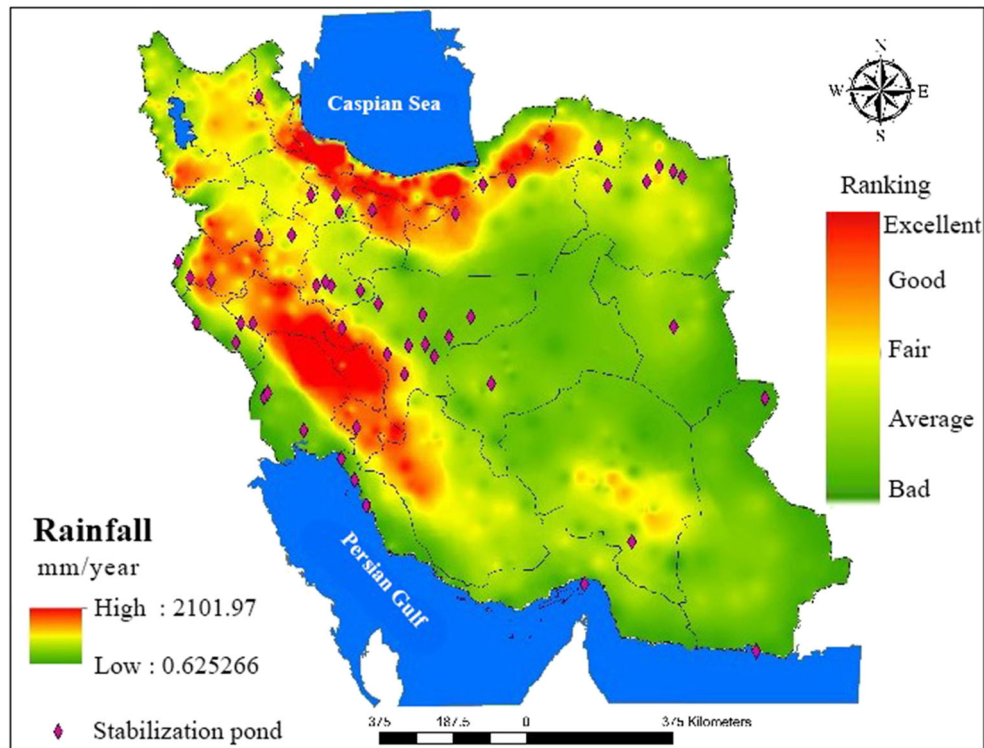 Caspian Sea
N
W E
S
Ranking
Excellent
Good
Fair
Average
Bad
Rainfall
mm/year
High : 2101.97
Low : 0.625266
Stabilization pond
Persian Gulf
375 187.5 0 375 Kilometers